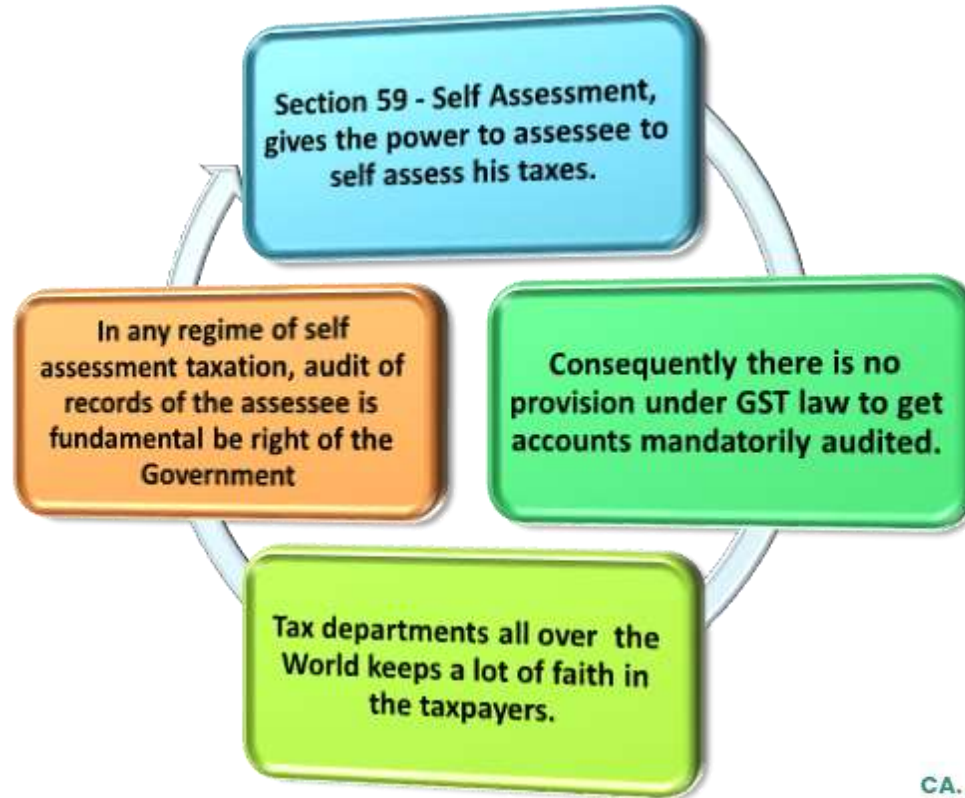 Section 59 - Self Assessment,
gives the power to assessee to
self assess his taxes.
Consequently there is no
provision under GST law to get
accounts mandatorily audited.
Tax departments all over the
World keeps a lot of faith in
the taxpayers.
In any regime of self
assessment taxation, audit of
records of the assessee is
fundamental be right of the
Government
CA.